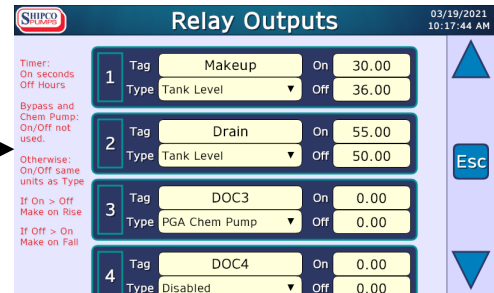 SHIPCO
PUMPS
Relay Outputs
03/19/2021
10:17:44 AM
Timer:
On seconds
Off Hours
Bypass and
Chem Pump:
On/Off not
used.
Otherwise:
On/Off same
units as Type
If On > Off
Make on Rise
If Off > On
Make on Fall
1 Tag Makeup On 30.00
Type Tank Level ▼ Off 36.00
2 Tag Drain On 55.00
Type Tank Level ▼ Off 50.00
3 Tag DOC3 On 0.00
Type PGA Chem Pump ▼ Off 0.00
4 Tag DOC4 On 0.00
Type Disabled ▼ Off 0.00
Esc